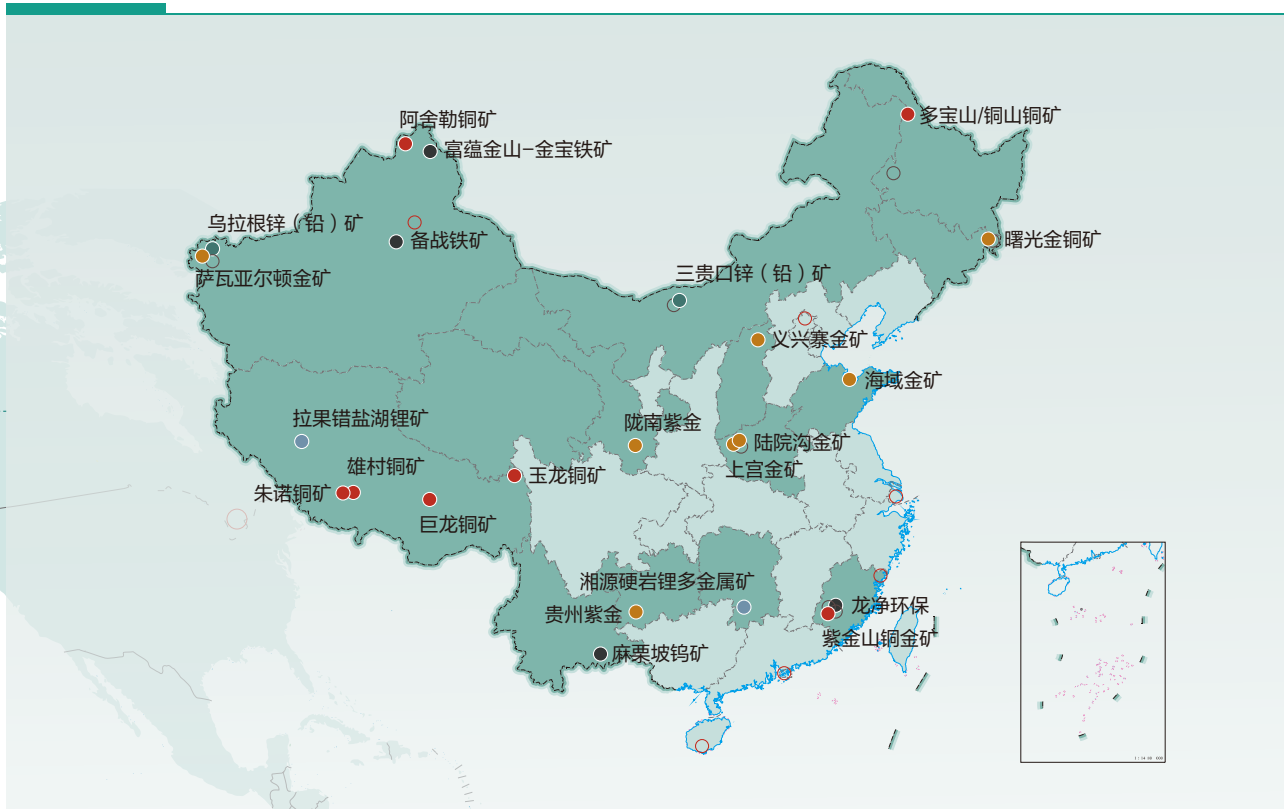 阿舍勒铜矿
多宝山/铜山铜矿
富蕴金山-金宝铁矿
乌拉根锌（铅）矿
备战铁矿
曙光金铜矿
萨瓦亚尔顿金矿
三贵口锌（铅）矿
义兴寨金矿
海域金矿
拉果错盐湖锂矿
陇南紫金
陆院沟金矿
上宫金矿
雄村铜矿
玉龙铜矿
朱诺铜矿
巨龙铜矿
湘源硬岩锂多金属矿
贵州紫金
龙净环保
紫金山铜金矿
麻栗坡钨矿